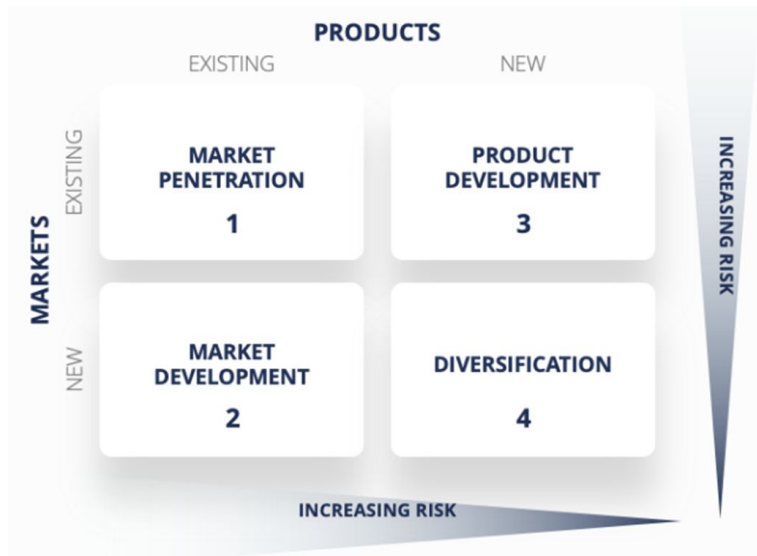 PRODUCTS
EXISTING
NEW
MARKETS
EXISTING
NEW
MARKET
PENETRATION
1
PRODUCT
DEVELOPMENT
3
MARKET
DEVELOPMENT
2
DIVERSIFICATION
4
INCREASING RISK
INCREASING RISK